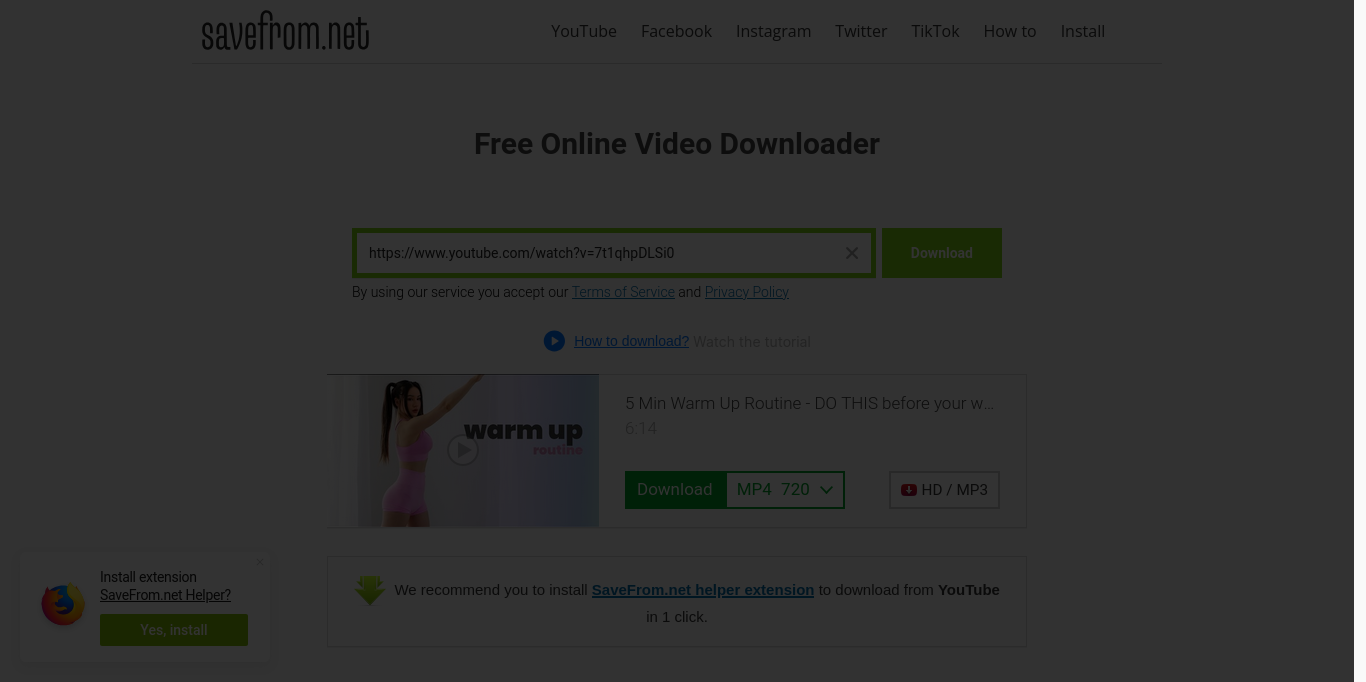 savefrom.net
YouTube Facebook Instagram Twitter TikTok How to Install
Free Online Video Downloader
https://www.youtube.com/watch?v=7t1qhpDLSi0
Download
By using our service you accept our Terms of Service and Privacy Policy
How to download? Watch the tutorial
warm up
routine
5 Min Warm Up Routine - DO THIS before your w...
6:14
Download MP4 720
HD / MP3
We recommend you to install SaveFrom.net helper extension to download from YouTube
in 1 click.
Install extension
SaveFrom.net Helper?
Yes, install